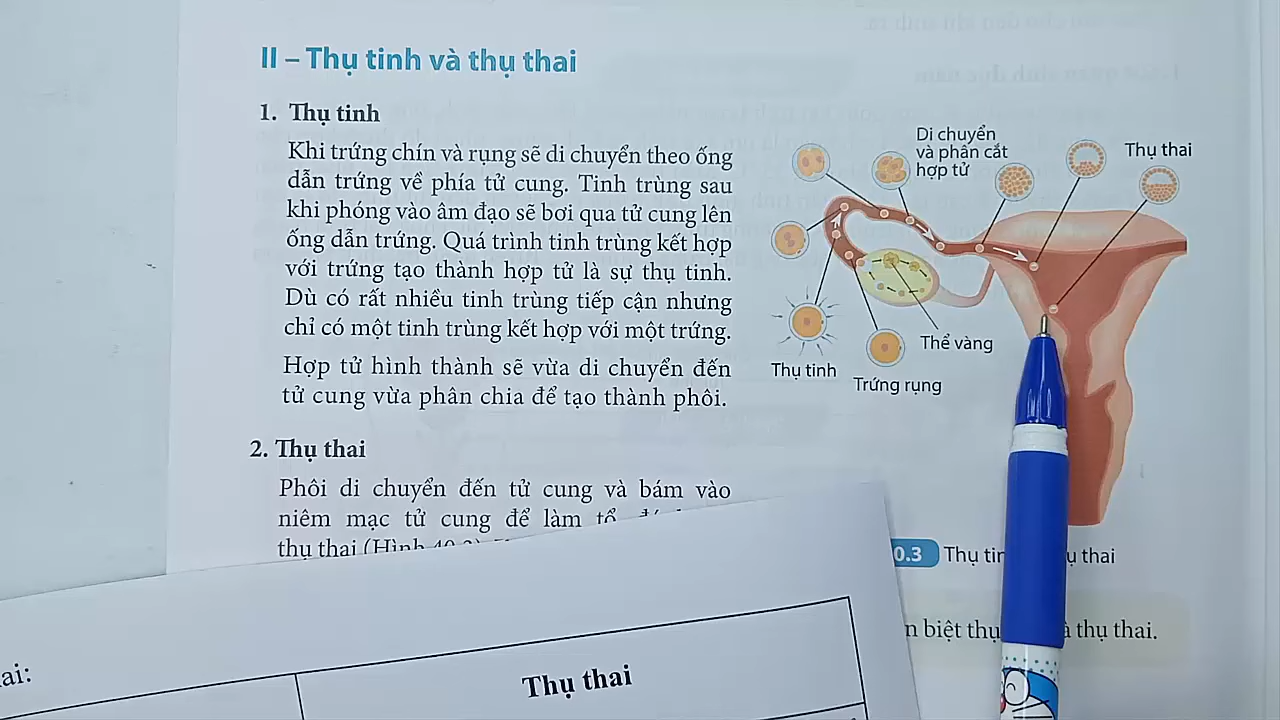 II – Thụ tinh và thụ thai
1. Thụ tinh
Khi trứng chín và rụng sẽ di chuyển theo ống
dẫn trứng về phía tử cung. Tinh trùng sau
khi phóng vào âm đạo sẽ bơi qua tử cung lên
ống dẫn trứng. Quá trình tinh trùng kết hợp
với trứng tạo thành hợp tử là sự thụ tinh.
Dù có rất nhiều tinh trùng tiếp cận nhưng
chỉ có một tinh trùng kết hợp với một trứng.
Hợp tử hình thành sẽ vừa di chuyển đến
tử cung vừa phân chia để tạo thành phôi.
2. Thụ thai
Phôi di chuyển đến tử cung và bám vào
niêm mạc tử cung để làm tổ
thụ thai (Hình
Di chuyển
và phân cắt
hợp tử
Thụ thai
Thể vàng
Thụ tinh
Trứng rụng
0.3 Thụ thai
biệt thụ thụ thai.
ai:
Thụ thai